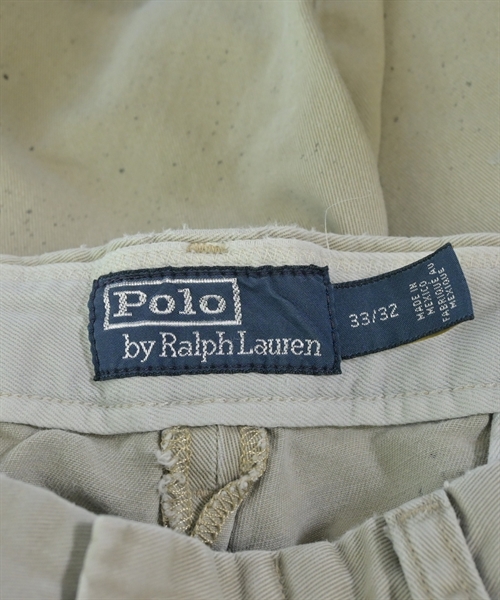 Polo
by Ralph Lauren
33/32
MADE IN
MEXICO
FABRIQUE AU
MEXIQUE